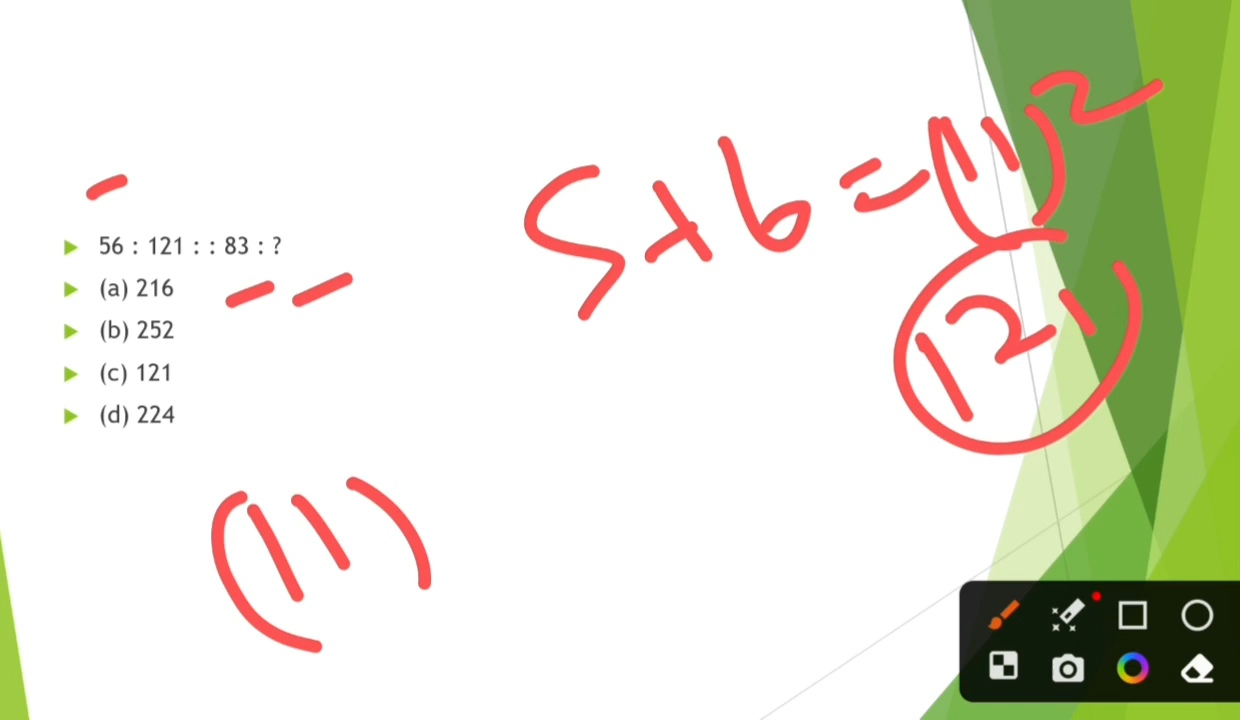 56 : 121 : : 83 : ?
(a) 216
(b) 252
(c) 121
(d) 224
5+6=(11)2
121
(11)